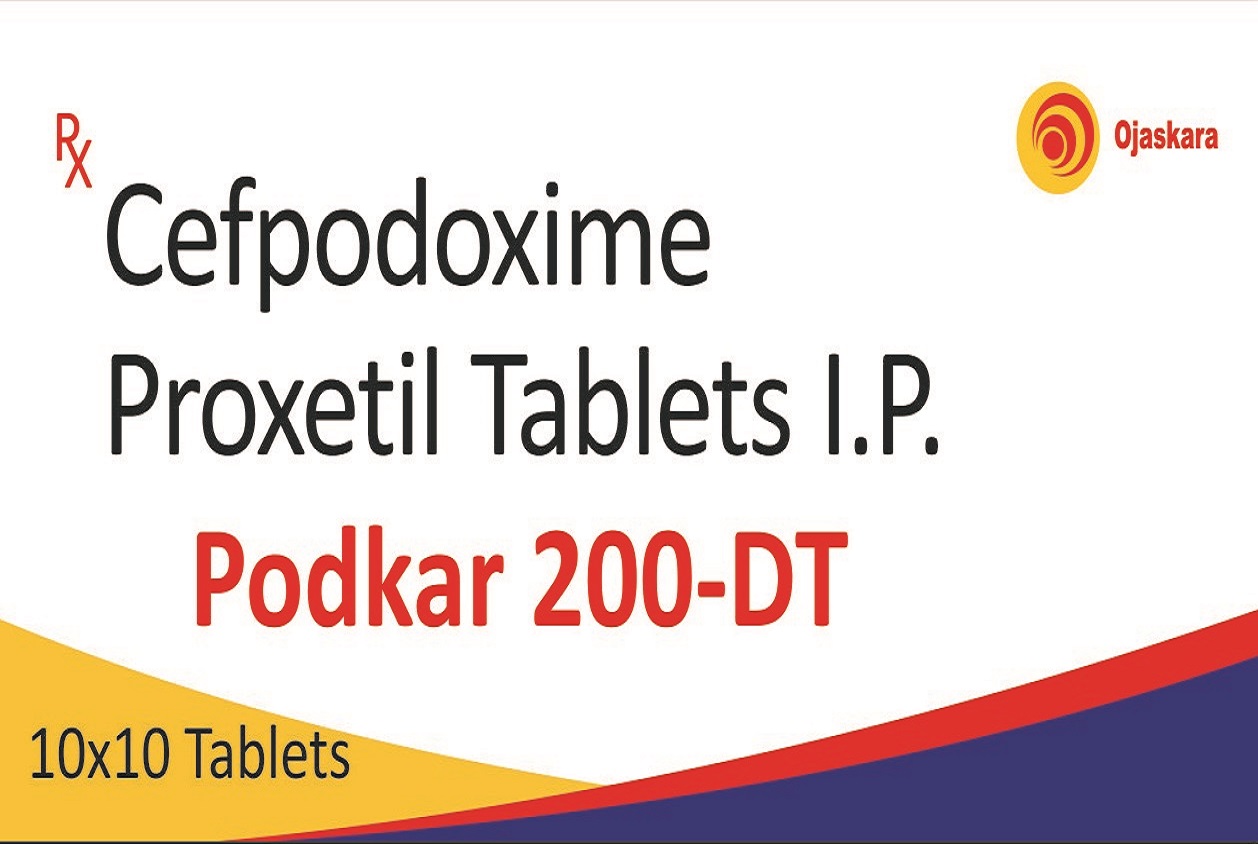 Rx
Ojaskara
Cefpodoxime
Proxetil Tablets I.P.
Podkar 200-DT
10x10 Tablets